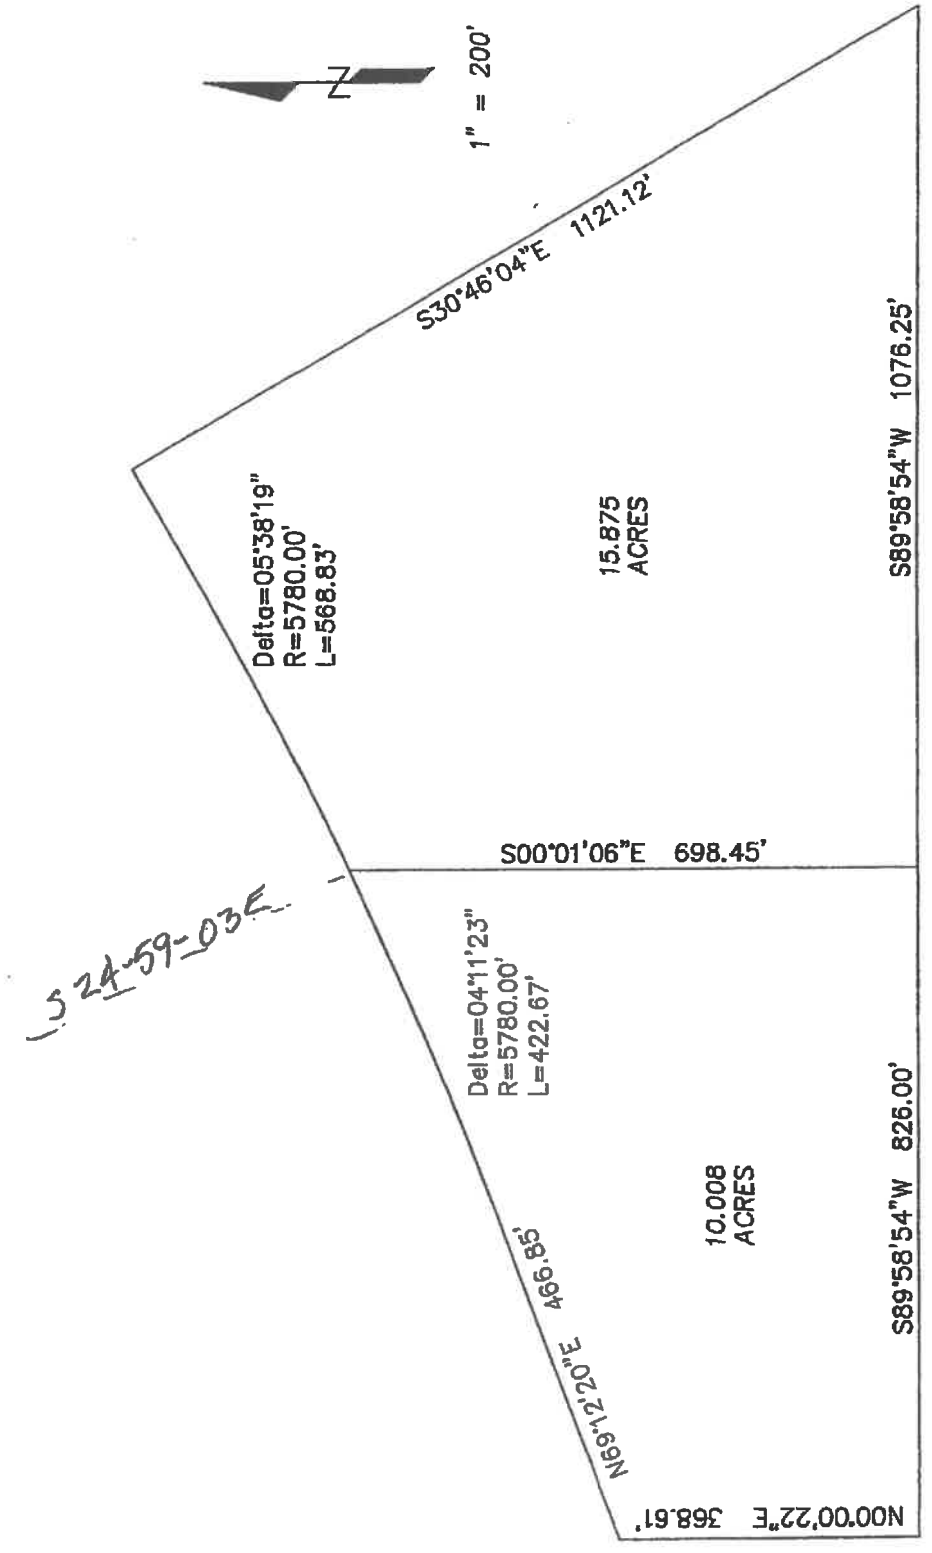 S 24-59-03E
N
1" = 200'
S30°46'04"E 1121.12'
Delta=05°38'19"
R=5780.00'
L=568.83'
15.875
ACRES
S89°58'54"W 1076.25'
S00°01'06"E 698.45'
Delta=04°11'23"
R=5780.00'
L=422.67'
N69°12'20"E 466.85'
10.008
ACRES
S89°58'54"W 826.00'
N00°00'22"E 368.61'